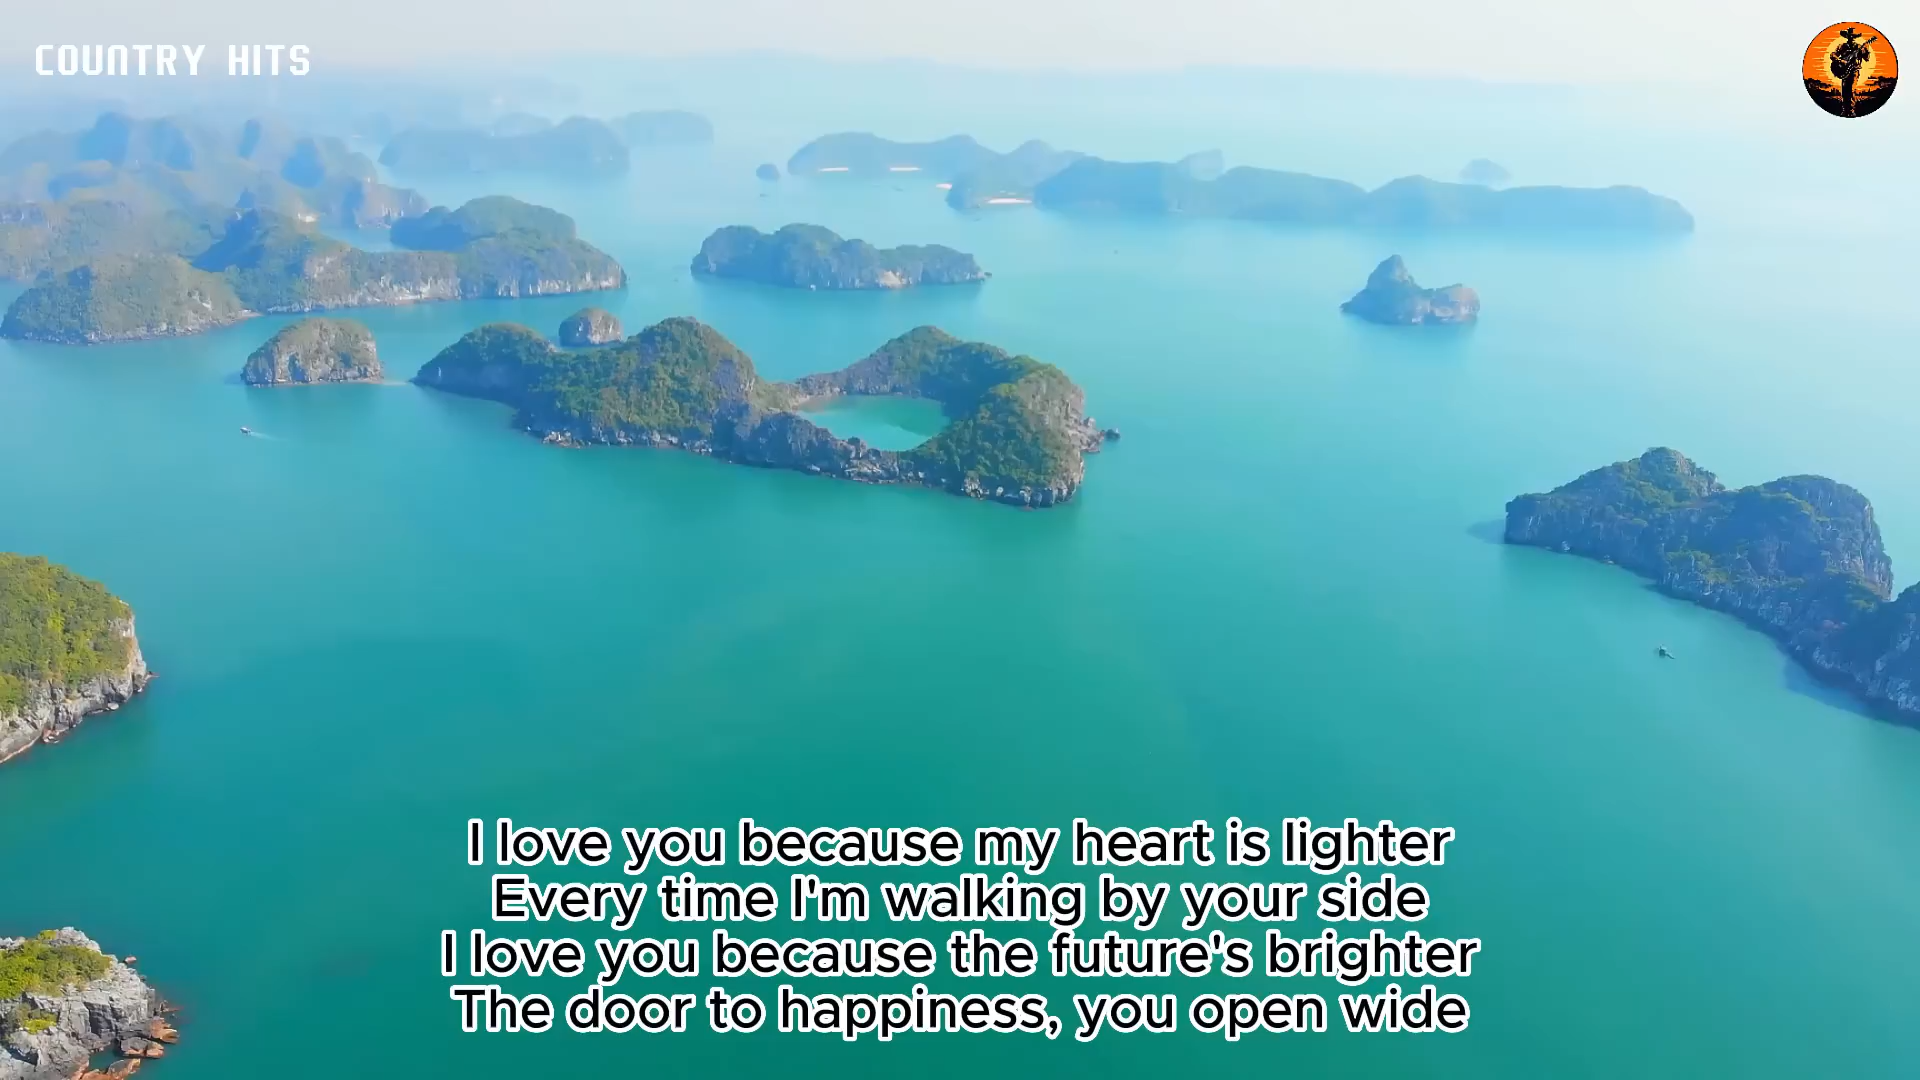 COUNTRY HITS
I love you because my heart is lighter
Every time I'm walking by your side
I love you because the future's brighter
The door to happiness, you open wide